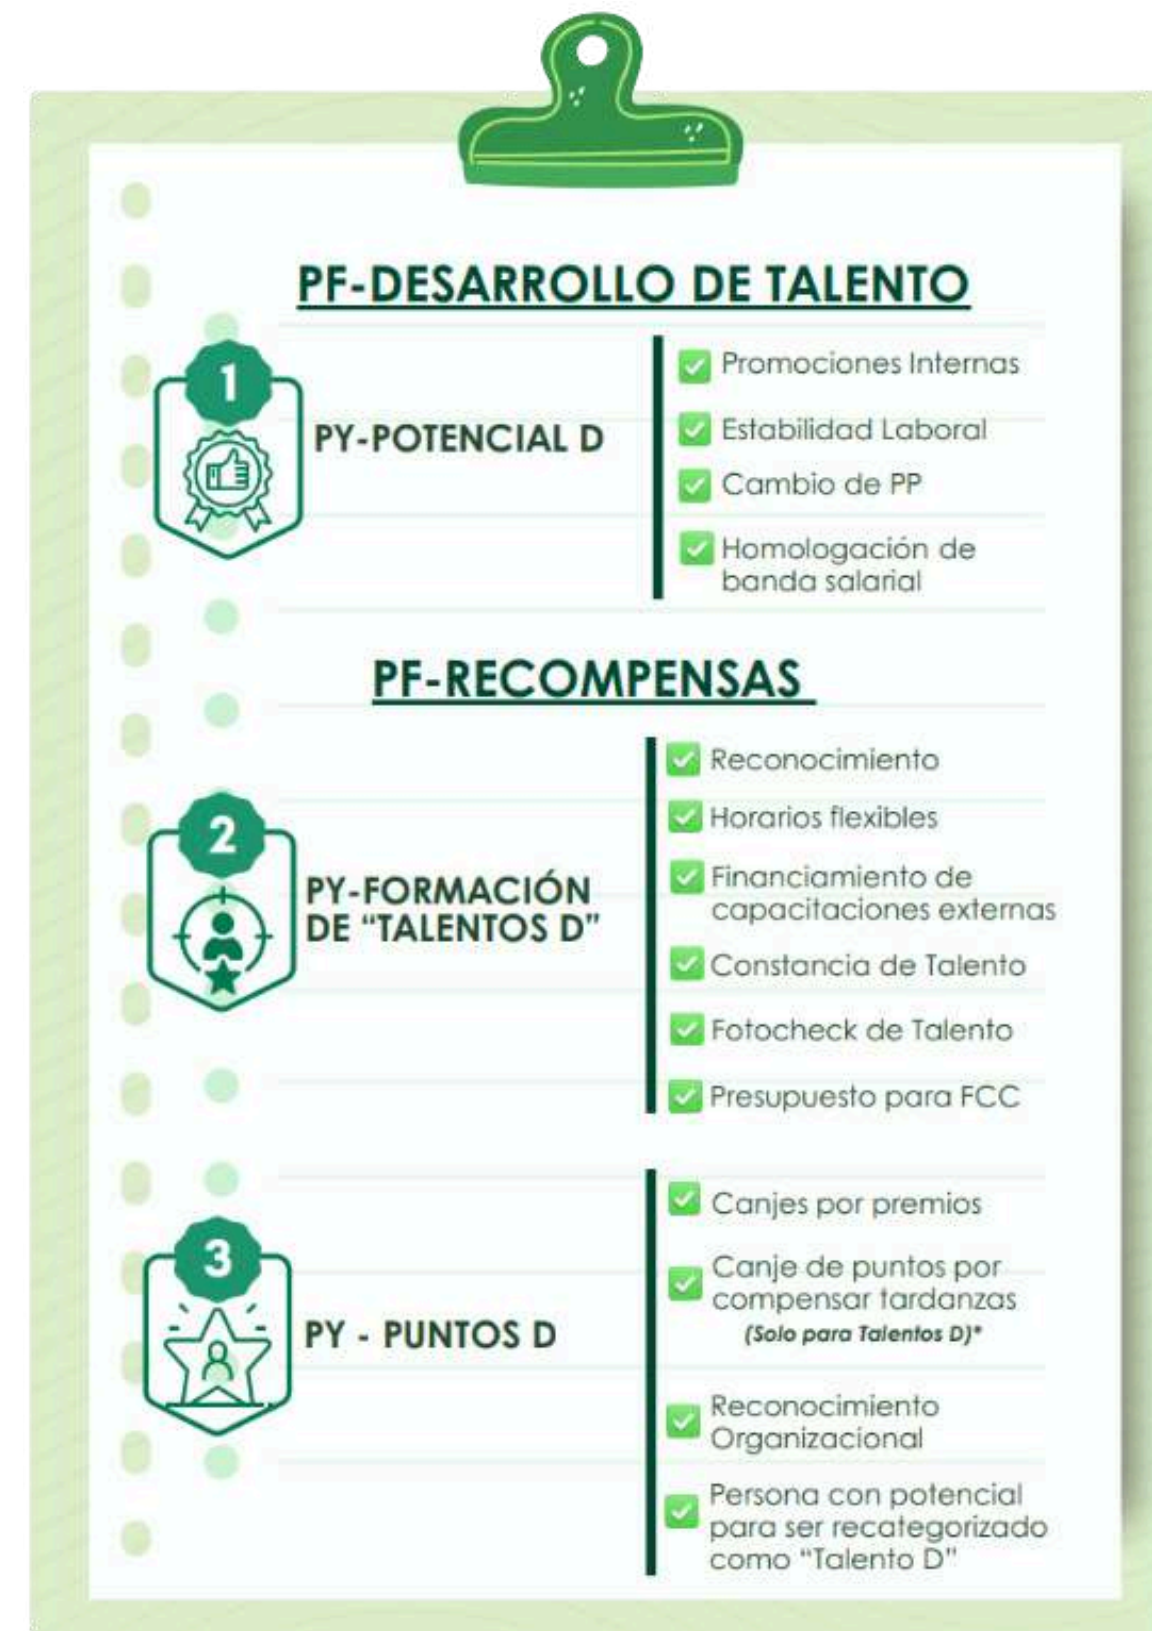 PF-DESARROLLO DE TALENTO
1
PY-POTENCIAL D
Promociones Internas
Estabilidad Laboral
Cambio de PP
Homologación de
banda salarial
PF-RECOMPENSAS
2
PY-FORMACIÓN
DE “TALENTOS D”
Reconocimiento
Horarios flexibles
Financiamiento de
capacitaciones externas
Constancia de Talento
Fotocheck de Talento
Presupuesto para FCC
3
PY - PUNTOS D
Canjes por premios
Canje de puntos por
compensar tardanzas
(Solo para Talentos D)*
Reconocimiento
Organizacional
Persona con potencial
para ser recategorizado
como “Talento D”